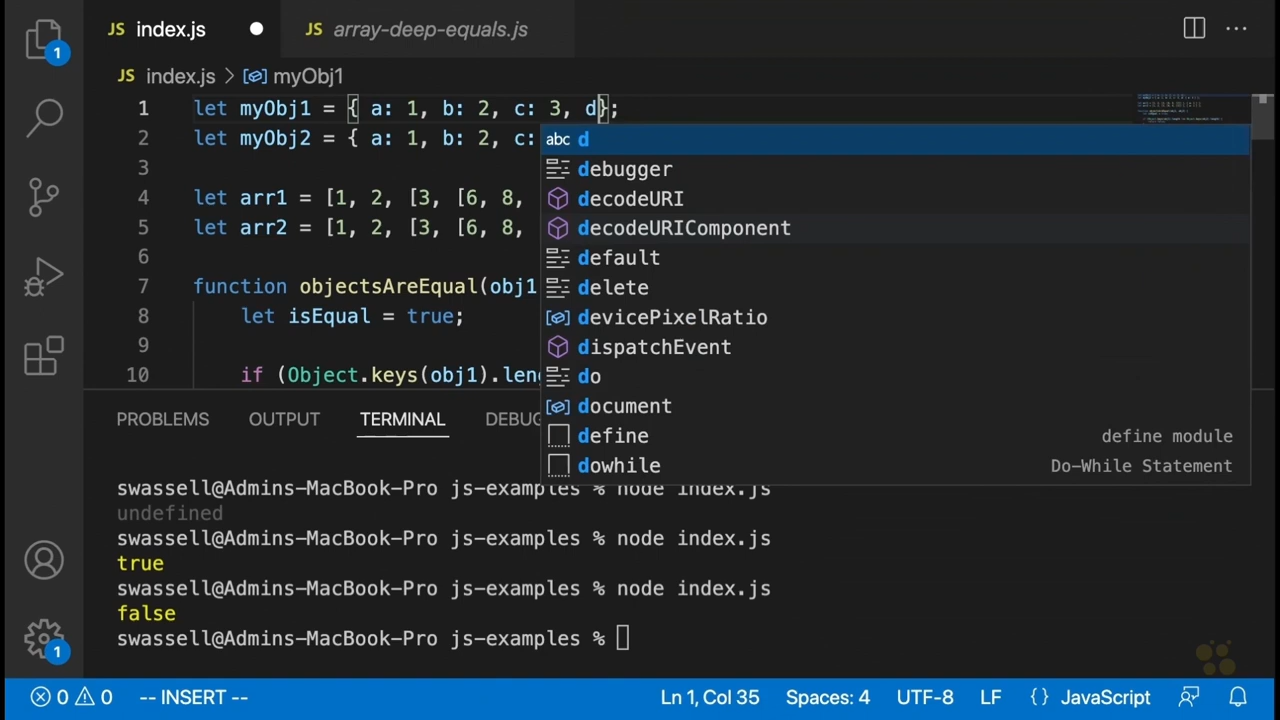 JS index.js JS array-deep-equals.js
1
JS index.js > myObj1
1 let myObj1 = { a: 1, b: 2, c: 3, d};
2 let myObj2 = { a: 1, b: 2, c:
abc d
3
debugger
4 let arr1 = [1, 2, [3, [6, 8,
decodeURI
5 let arr2 = [1, 2, [3, [6, 8,
decodeURIComponent
6
default
7 function objectsAreEqual(obj1
delete
8 let isEqual = true;
devicePixelRatio
9
dispatchEvent
10 if (Object.keys(obj1).leng
do
document
define define module
dowhile Do-While Statement
PROBLEMS OUTPUT TERMINAL DEBUG
swassell@Admins-MacBook-Pro js-examples % node index.js
undefined
swassell@Admins-MacBook-Pro js-examples % node index.js
true
swassell@Admins-MacBook-Pro js-examples % node index.js
false
swassell@Admins-MacBook-Pro js-examples %
1
0 0 -- INSERT -- Ln 1, Col 35 Spaces: 4 UTF-8 LF {} JavaScript